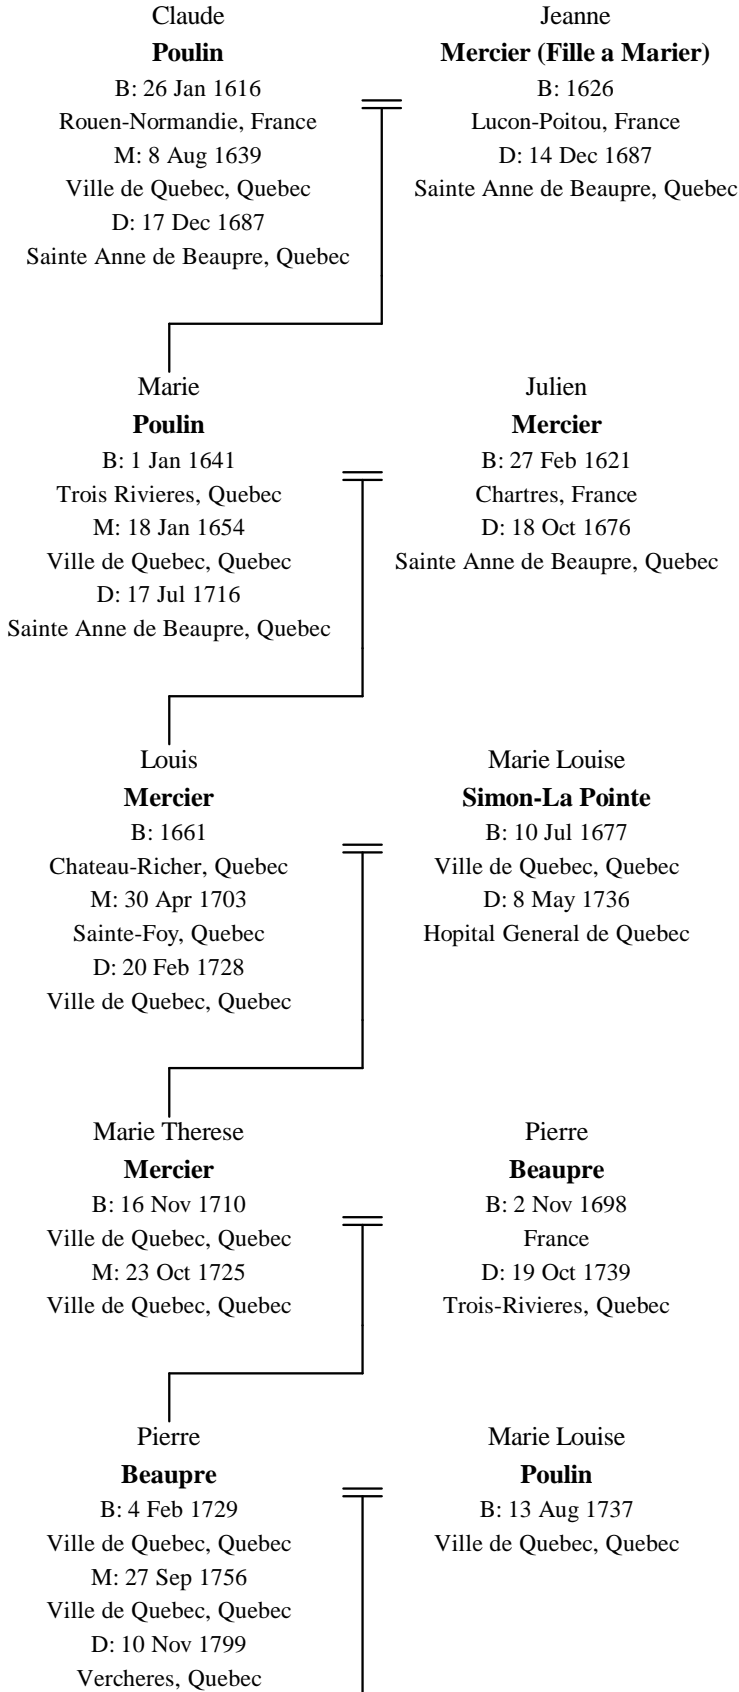 Claude
Poulin
B: 26 Jan 1616
Rouen-Normandie, France
M: 8 Aug 1639
Ville de Quebec, Quebec
D: 17 Dec 1687
Sainte Anne de Beaupre, Quebec
Jeanne
Mercier (Fille a Marier)
B: 1626
Lucon-Poitou, France
D: 14 Dec 1687
Sainte Anne de Beaupre, Quebec
Marie
Poulin
B: 1 Jan 1641
Trois Rivieres, Quebec
M: 18 Jan 1654
Ville de Quebec, Quebec
D: 17 Jul 1716
Sainte Anne de Beaupre, Quebec
Julien
Mercier
B: 27 Feb 1621
Chartres, France
D: 18 Oct 1676
Sainte Anne de Beaupre, Quebec
Louis
Mercier
B: 1661
Chateau-Richer, Quebec
M: 30 Apr 1703
Sainte-Foy, Quebec
D: 20 Feb 1728
Ville de Quebec, Quebec
Marie Louise
Simon-La Pointe
B: 10 Jul 1677
Ville de Quebec, Quebec
D: 8 May 1736
Hopital General de Quebec
Marie Therese
Mercier
B: 16 Nov 1710
Ville de Quebec, Quebec
M: 23 Oct 1725
Ville de Quebec, Quebec
Pierre
Beaupre
B: 2 Nov 1698
France
D: 19 Oct 1739
Trois-Rivieres, Quebec
Pierre
Beaupre
B: 4 Feb 1729
Ville de Quebec, Quebec
M: 27 Sep 1756
Ville de Quebec, Quebec
D: 10 Nov 1799
Vercheres, Quebec
Marie Louise
Poulin
B: 13 Aug 1737
Ville de Quebec, Quebec